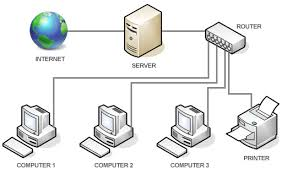 ROUTER
INTERNET
SERVER
COMPUTER 1
COMPUTER 2
COMPUTER 3
PRINTER